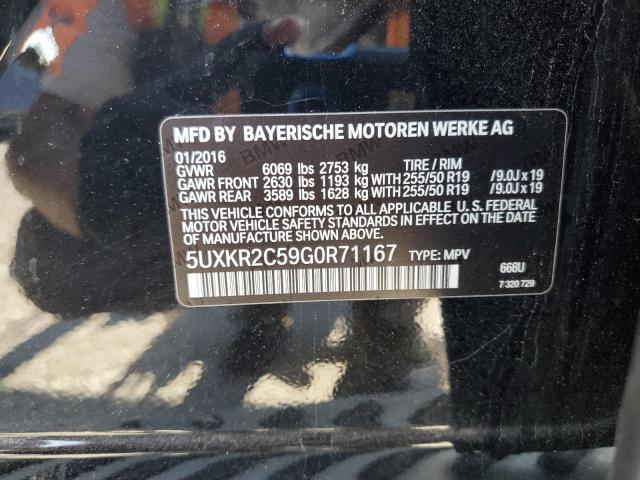 MFD BY BAYERISCHE MOTOREN WERKE AG
01/2016
GVWR 6069 lbs 2753 kg TIRE / RIM
GAWR FRONT 2630 lbs 1193 kg WITH 255/50 R19 /9.0J x 19
GAWR REAR 3589 lbs 1628 kg WITH 255/50 R19 /9.0J x 19
THIS VEHICLE CONFORMS TO ALL APPLICABLE U. S. FEDERAL
MOTOR VEHICLE SAFETY STANDARDS IN EFFECT ON THE
DATE OF MANUFACTURE SHOWN ABOVE.
5UXKR2C59G0R71167 TYPE: MPV
668U
7 320 729